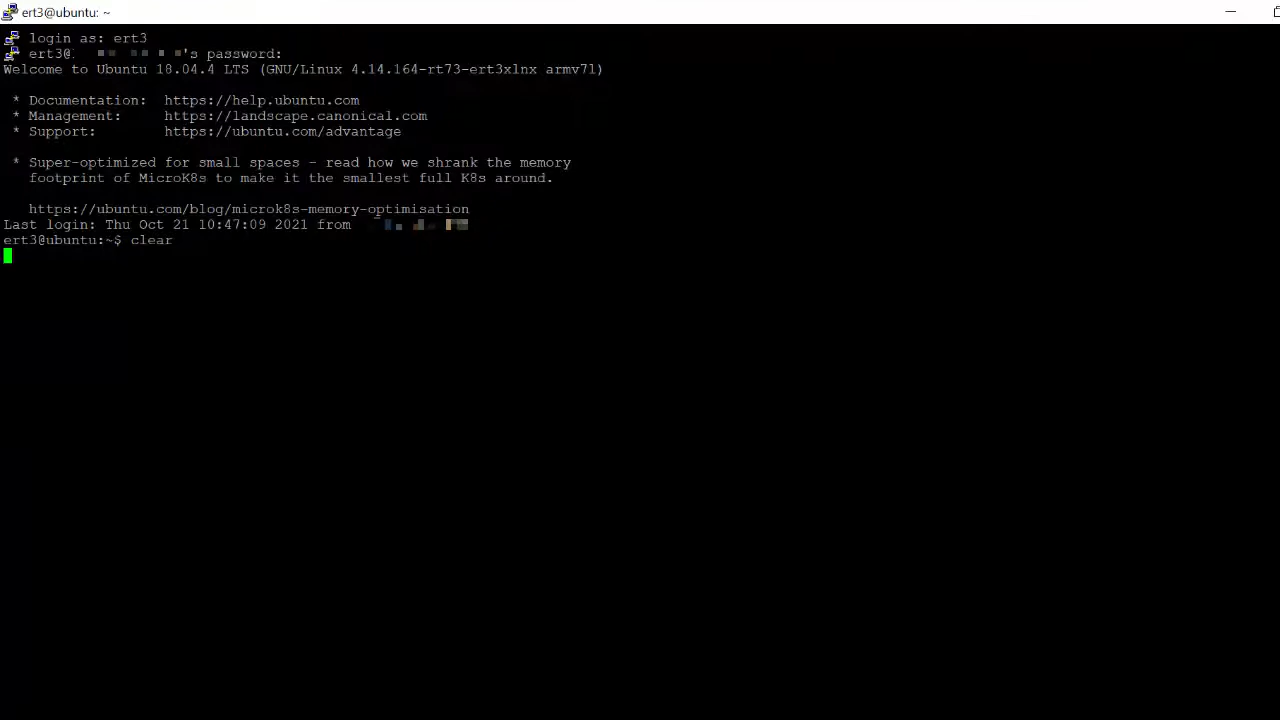 ert3@ubuntu: ~
login as: ert3
ert3@ 's password:
Welcome to Ubuntu 18.04.4 LTS (GNU/Linux 4.14.164-rt73-ert3xlnx armv7l)
* Documentation: https://help.ubuntu.com
* Management: https://landscape.canonical.com
* Support: https://ubuntu.com/advantage
* Super-optimized for small spaces - read how we shrank the memory
footprint of MicroK8s to make it the smallest full K8s around.
https://ubuntu.com/blog/microk8s-memory-optimisation
Last login: Thu Oct 21 10:47:09 2021 from
ert3@ubuntu:~$ clear